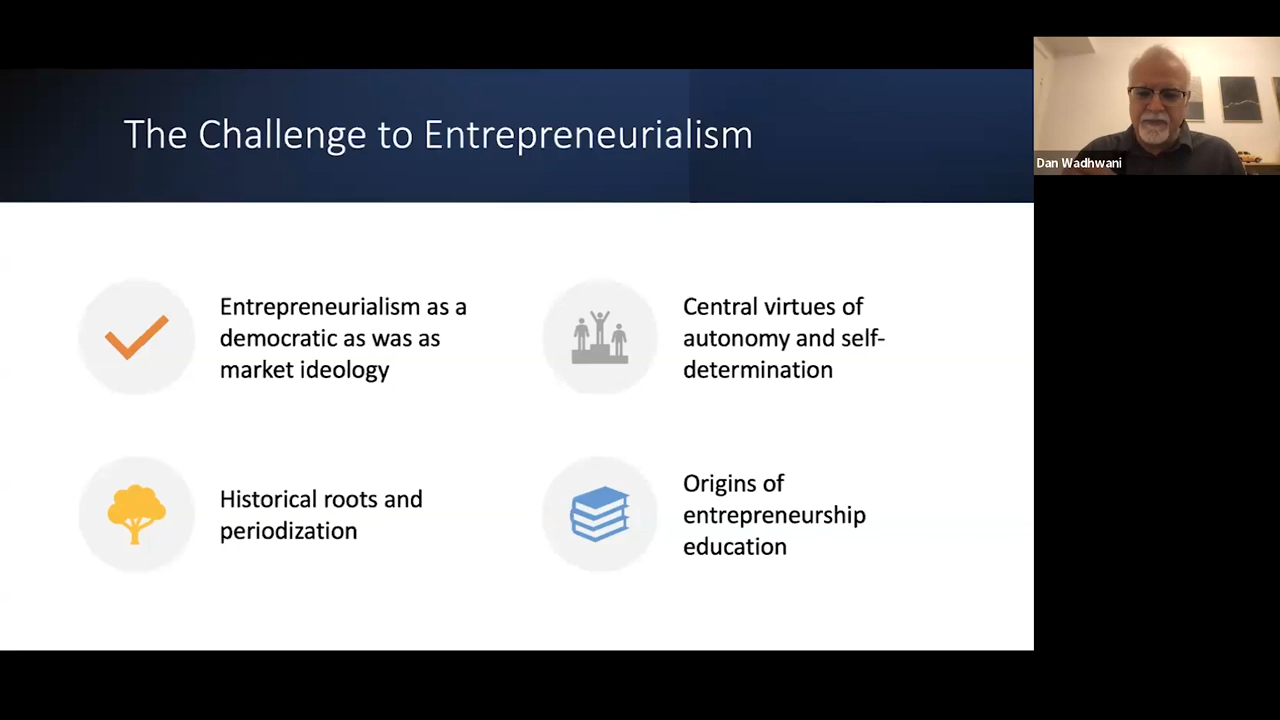 The Challenge to Entrepreneurialism
Dan Wadhwani
Entrepreneurialism as a
democratic as was as
market ideology
Central virtues of
autonomy and self-
determination
Historical roots and
periodization
Origins of
entrepreneurship
education